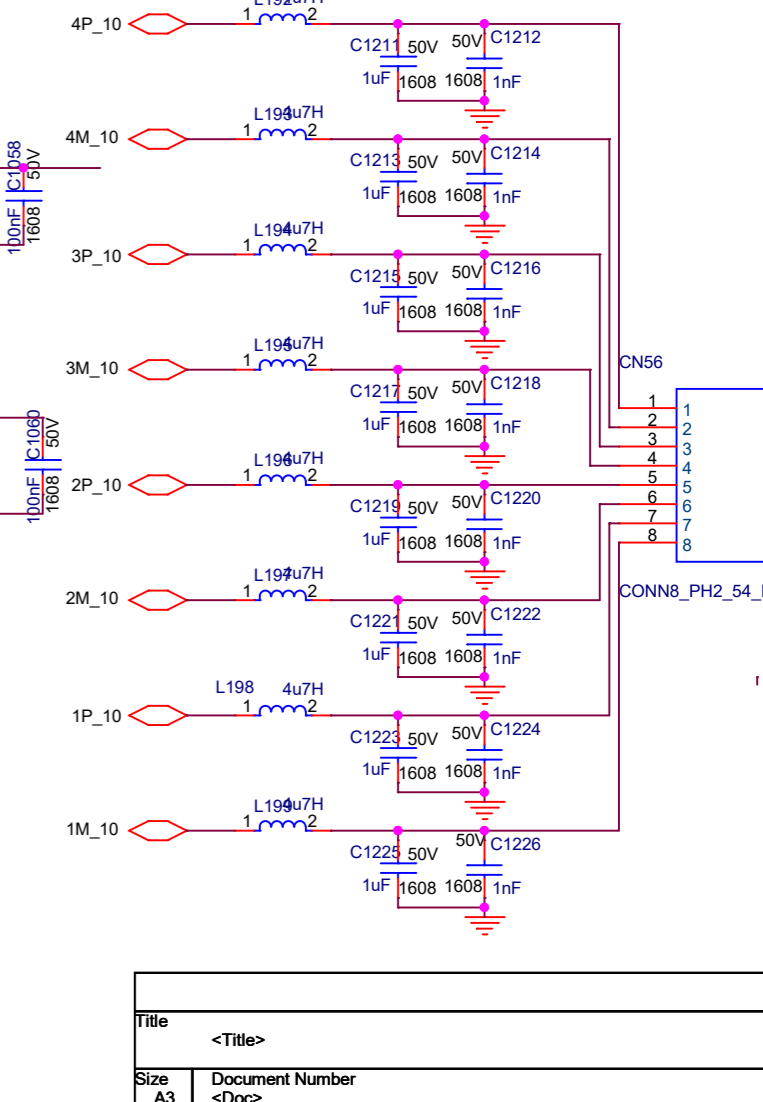 4P_10
1
2
C1211
50V
1uF
1608
50V
C1212
1608
1nF
4M_10
L193
4u7H
1
2
C1213
50V
1uF
1608
50V
C1214
1608
1nF
C1058
50V
100nF
1608
3P_10
L194
4u7H
1
2
C1215
50V
1uF
1608
50V
C1216
1608
1nF
3M_10
L195
4u7H
1
2
C1217
50V
1uF
1608
50V
C1218
1608
1nF
CN56
1
1
2
2
3
3
4
4
5
5
6
6
7
7
8
8
C1060
50V
100nF
1608
2P_10
L196
4u7H
1
2
C1219
50V
1uF
1608
50V
C1220
1608
1nF
2M_10
L197
4u7H
1
2
C1221
50V
1uF
1608
50V
C1222
1608
1nF
CONN8_PH2_54_
1P_10
L198
4u7H
1
2
C1223
50V
1uF
1608
50V
C1224
1608
1nF
1M_10
L199
4u7H
1
2
C1225
50V
1uF
1608
50V
C1226
1608
1nF
Title
<Title>
Size
Document Number
A3
<Doc>